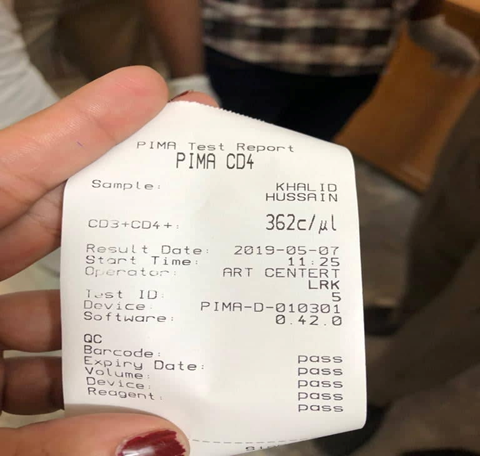 PIMA Test Report
PIMA CD4
Sample: KHALID
HUSSAIN
CD3+CD4+: 362c/µl
Result Date: 2019-05-07
Start Time: 11:25
Operator: ART CENTERT
LRK
Test ID: 5
Device: PIMA-D-010301
Software: 0.42.0
QC
Barcode: pass
Expiry Date: pass
Volume: pass
Device: pass
Reagent: pass